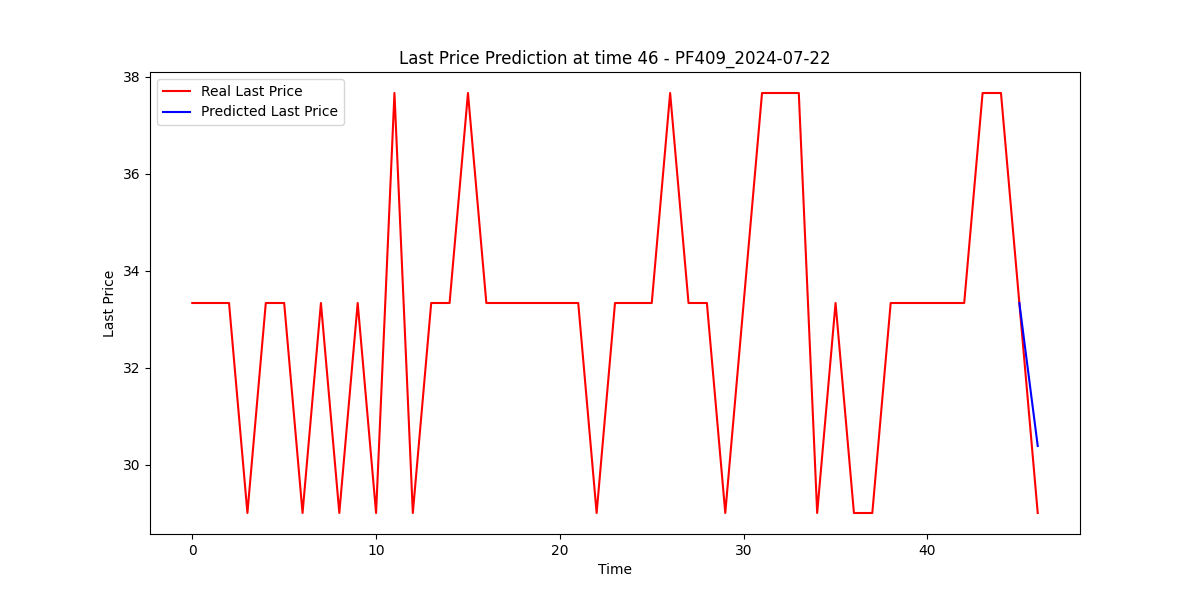 Last Price Prediction at time 46 - PF409_2024-07-22
Real Last Price
Predicted Last Price
Last Price
38
36
34
32
30
0 10 20 30 40
Time